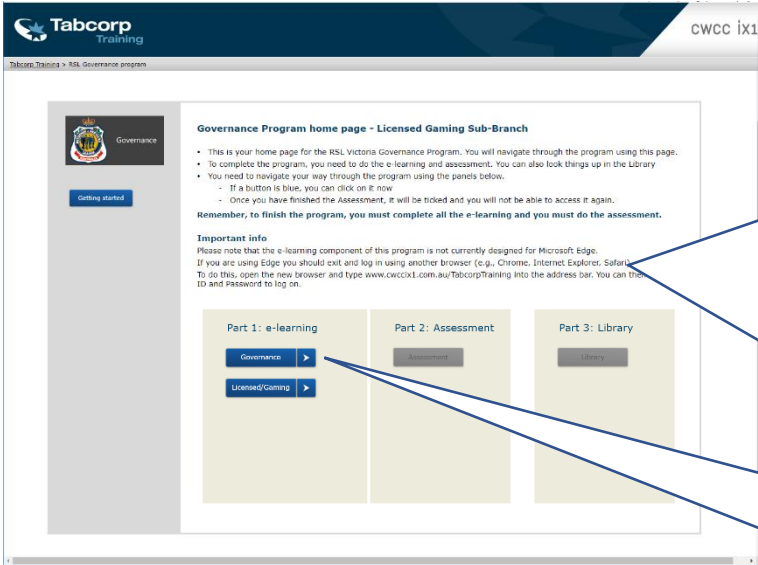 Tabcorp
Training
cwcc ix1
Tabcorp Training > RSL Governance program
Governance
Getting started
Governance Program home page - Licensed Gaming Sub-Branch
• This is your home page for the RSL Victoria Governance Program. You will navigate through the program using this page.
• To complete the program, you need to do the e-learning and assessment. You can also look things up in the Library
• You need to navigate your way through the program using the panels below.
- If a button is blue, you can click on it now
- Once you have finished the Assessment, it will be ticked and you will not be able to access it again.
Remember, to finish the program, you must complete all the e-learning and you must do the assessment.
Important info
Please note that the e-learning component of this program is not currently designed for Microsoft Edge.
If you are using Edge you should exit and log in using another browser (e.g., Chrome, Internet Explorer, Safari)
To do this, open the new browser and type www.cwccix1.com.au/TabcorpTraining into the address bar. You can
ID and Password to log on.
Part 1: e-learning
Governance
Licensed/Gaming
Part 2: Assessment
Assessment
Part 3: Library
Library